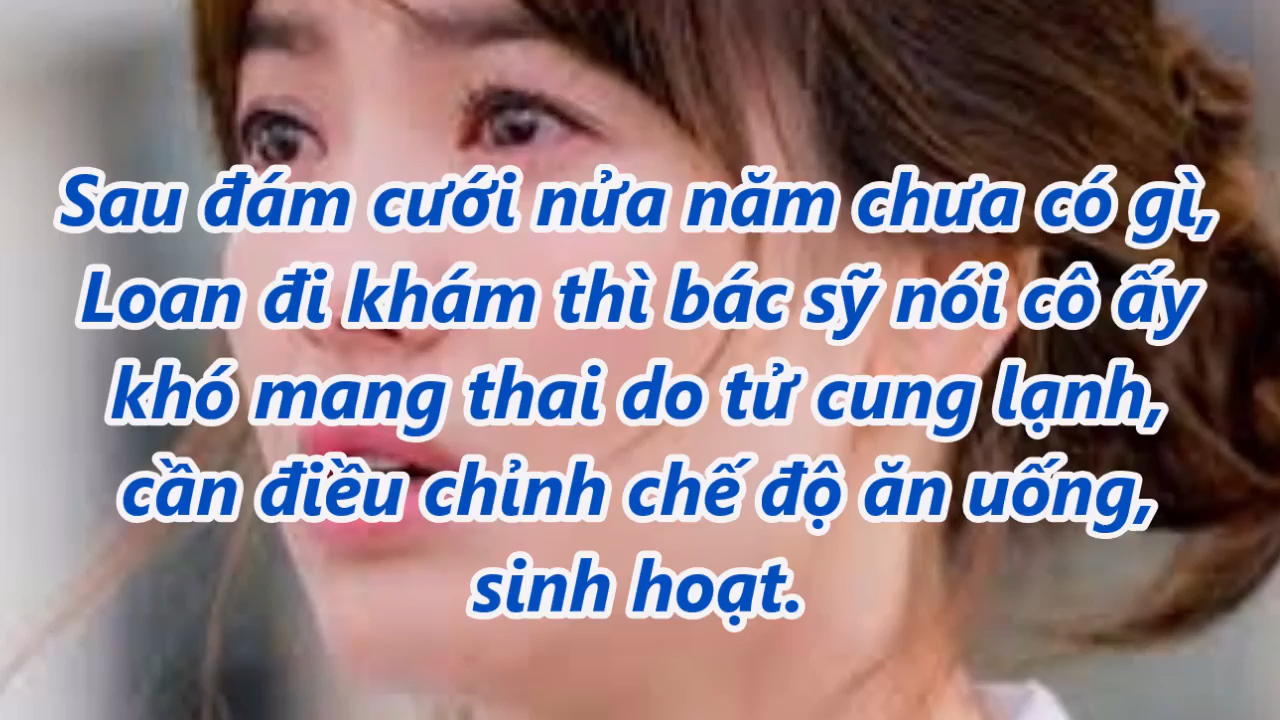 Sau đám cưới nửa năm chưa có gì,
Loan đi khám thì bác sỹ nói cô ấy
khó mang thai do tử cung lạnh,
cần điều chỉnh chế độ ăn uống,
sinh hoạt.